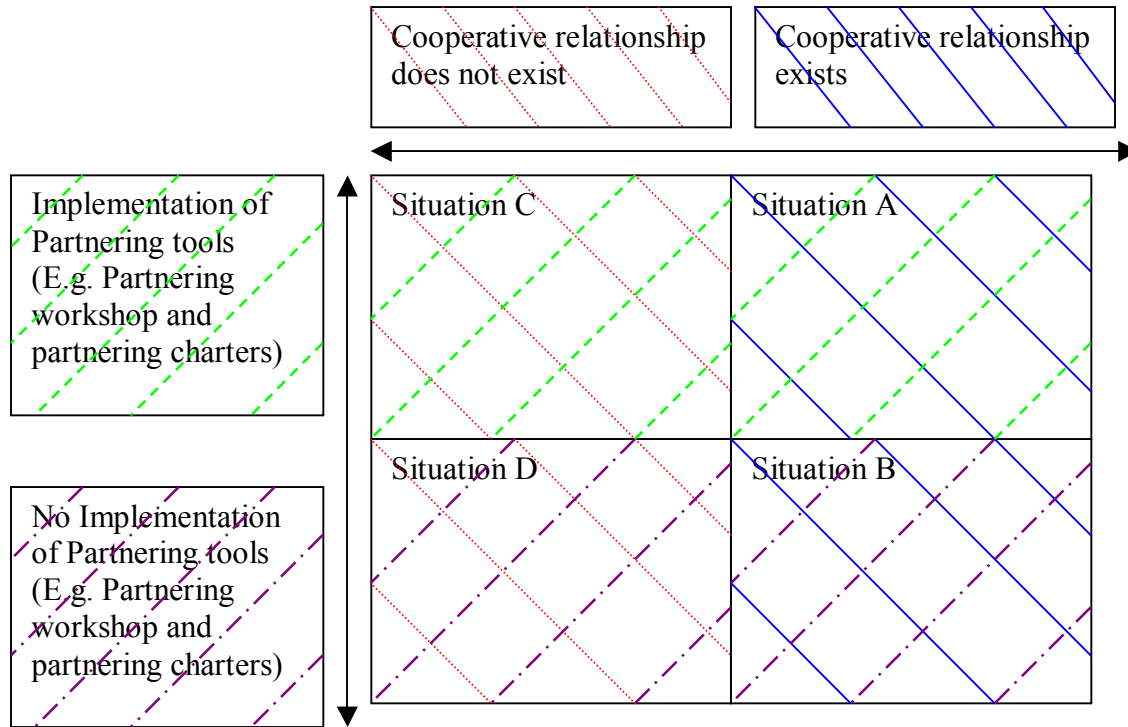 Cooperative relationship
does not exist
Cooperative relationship
exists
Implementation of
Partnering tools
(E.g. Partnering
workshop and
partnering charters)
Situation C
Situation A
No Implementation
of Partnering tools
(E.g. Partnering
workshop and
partnering charters)
Situation D
Situation B